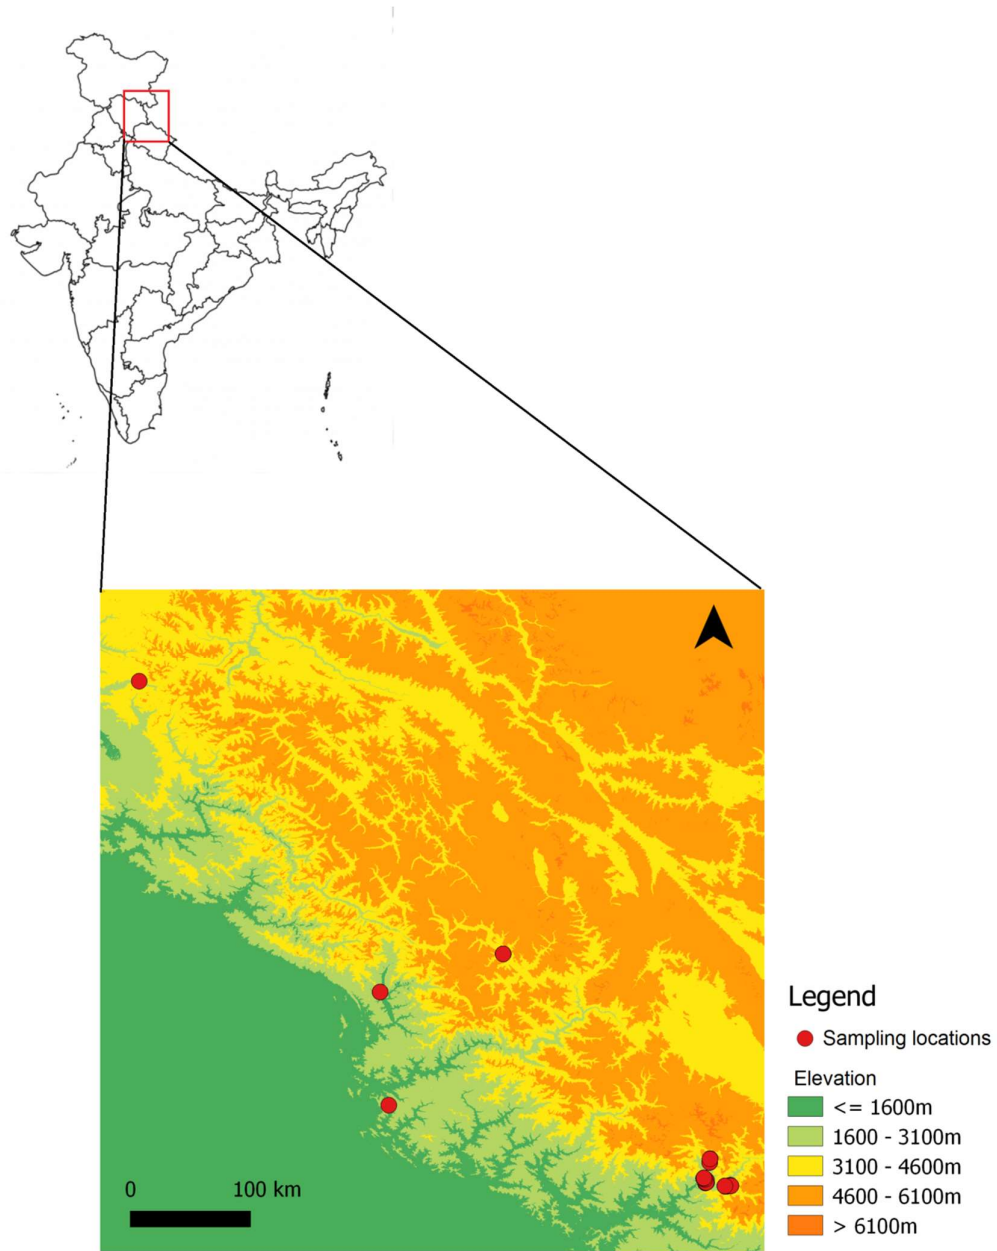 Legend
Sampling locations
Elevation
<= 1600m
1600 - 3100m
3100 - 4600m
4600 - 6100m
> 6100m
0 100 km